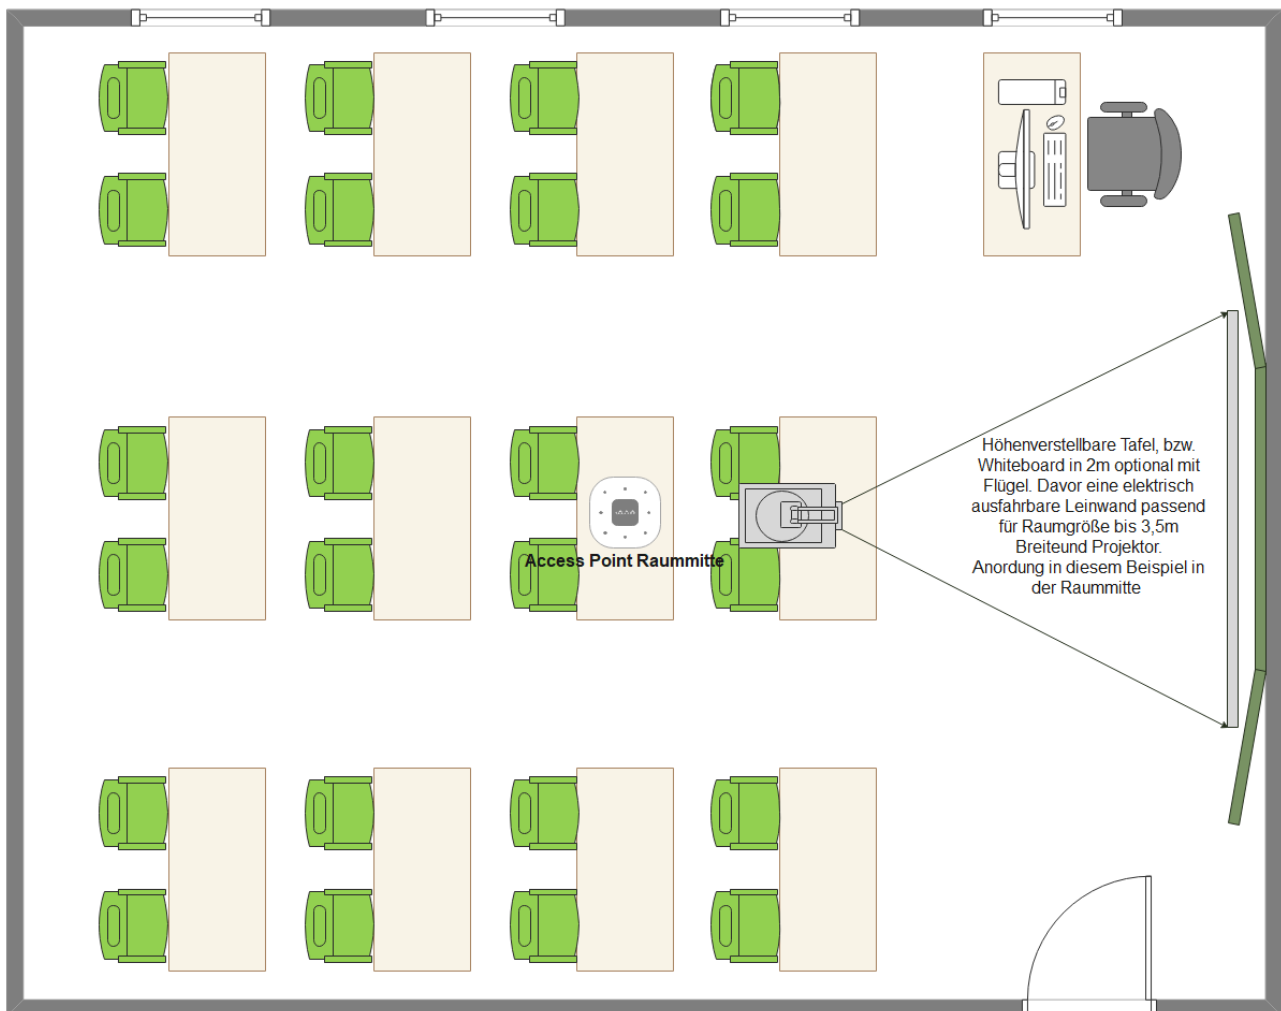 Höhenverstellbare Tafel, bzw.
Whiteboard in 2m optional mit
Flügel. Davor eine elektrisch
ausfahrbare Leinwand passend
für Raumgröße bis 3,5m
Breiteund Projektor.
Anordung in diesem Beispiel in
der Raummitte
Access Point Raummitte